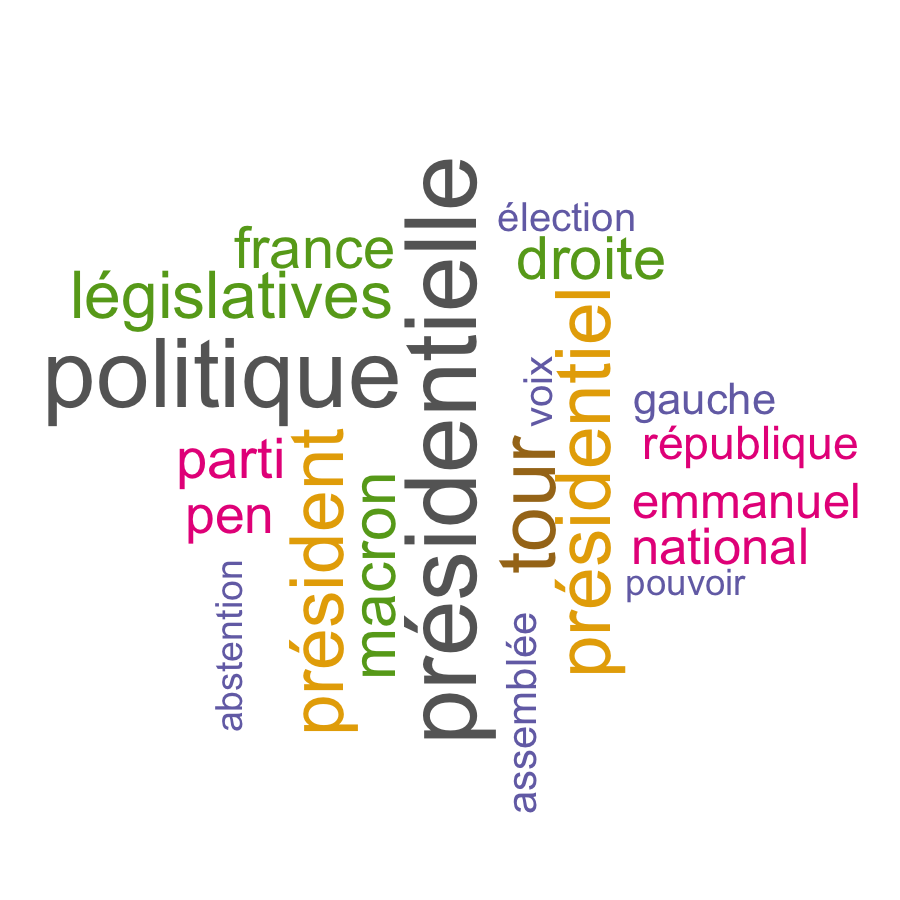 présidentielle
élection
france
droite
législatives
présidentiel
politique
voix
gauche
président
parti
tour
république
macron
emmanuel
pen
national
abstention
pouvoir
assemblée